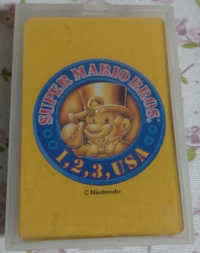 SUPER MARIO BROS.
1,2,3,USA
© Nintendo